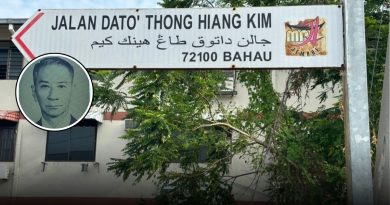 JALAN DATO' THONG HIANG KIM
جالن داتوق طاغ هينك كيم
72100 BAHAU